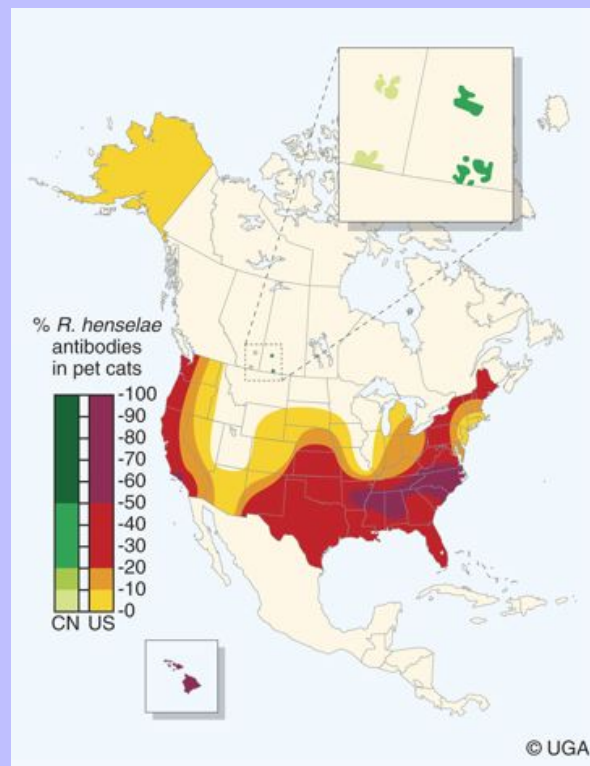 % R. henselae
antibodies
in pet cats
-100
-90
-80
-70
-60
-50
-40
-30
-20
-10
-0
CN US
© UGA